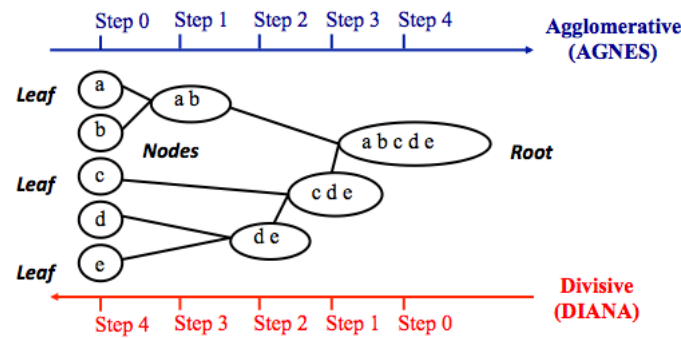 Step 0 Step 1 Step 2 Step 3 Step 4
Agglomerative
(AGNES)
Leaf
a
a b
b
Nodes
a b c d e
Root
Leaf
c
c d e
d
d e
Leaf
e
Divisive
(DIANA)
Step 4 Step 3 Step 2 Step 1 Step 0